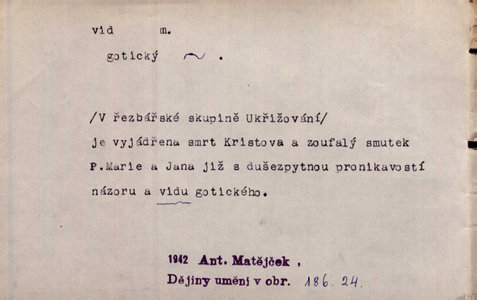 vid m.
gotický ~ .
/V řezbářské skupině Ukřižování/
je vyjádřena smrt Kristova a zoufalý smutek
P.Marie a Jana již s dušezpytnou pronikavostí
názoru a vidu gotického.
1942 Ant. Matějček .
Dějiny umění v obr. 186.24.